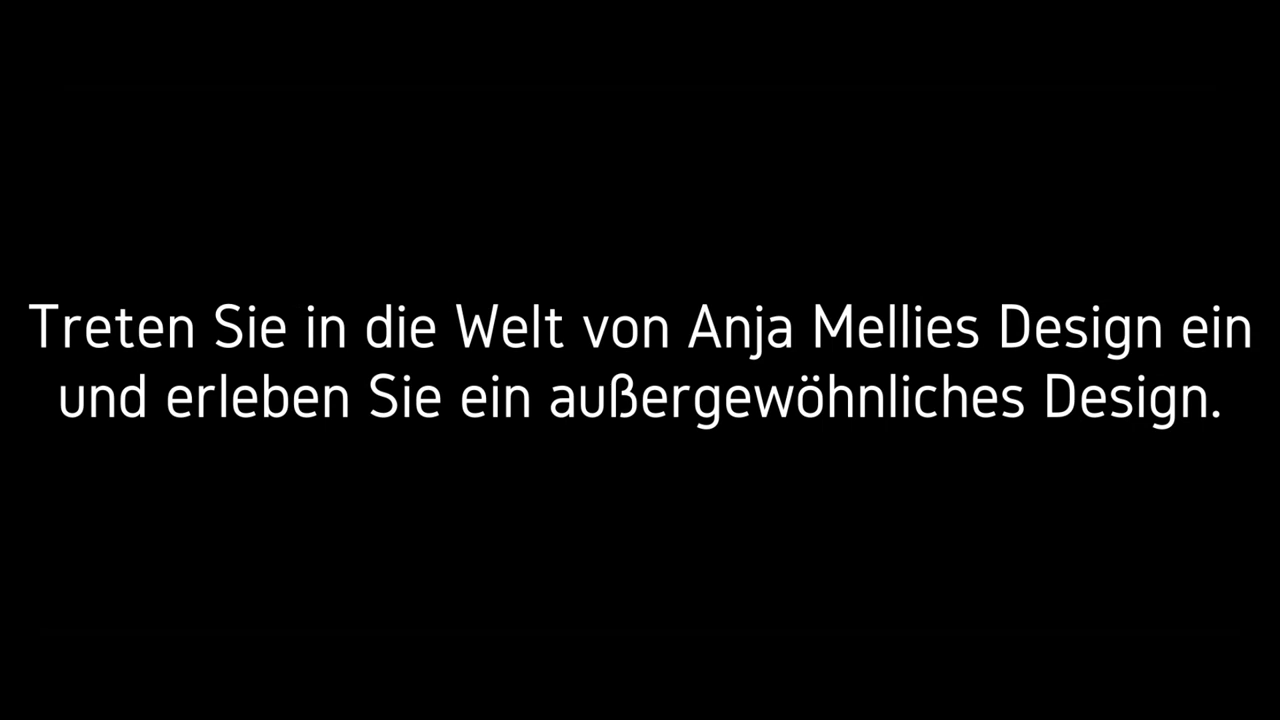 Treten Sie in die Welt von Anja Mellies Design ein
und erleben Sie ein außergewöhnliches Design.